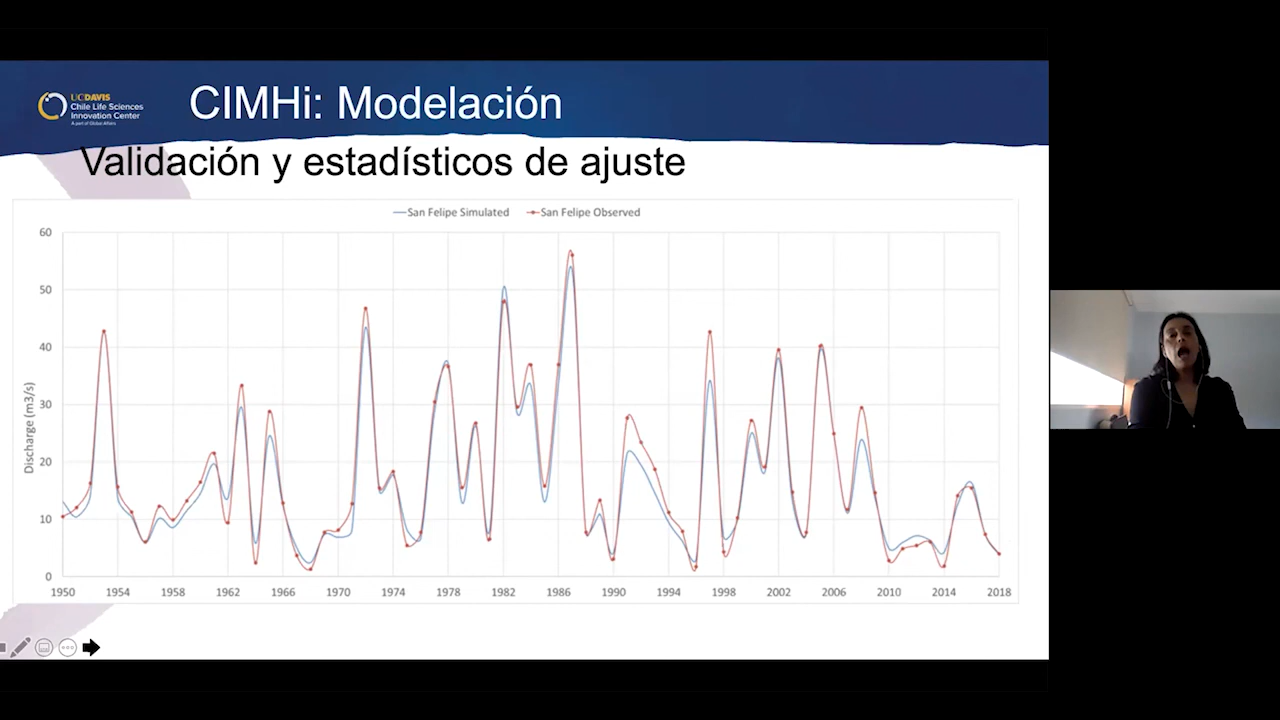 UCDAVIS
Chile Life Sciences
Innovation Center
A part of Global Affairs
CIMHi: Modelación
Validación y estadísticos de ajuste
San Felipe Simulated San Felipe Observed
Discharge (m3/s)
60
50
40
30
20
10
0
1950 1954 1958 1962 1966 1970 1974 1978 1982 1986 1990 1994 1998 2002 2006 2010 2014 2018